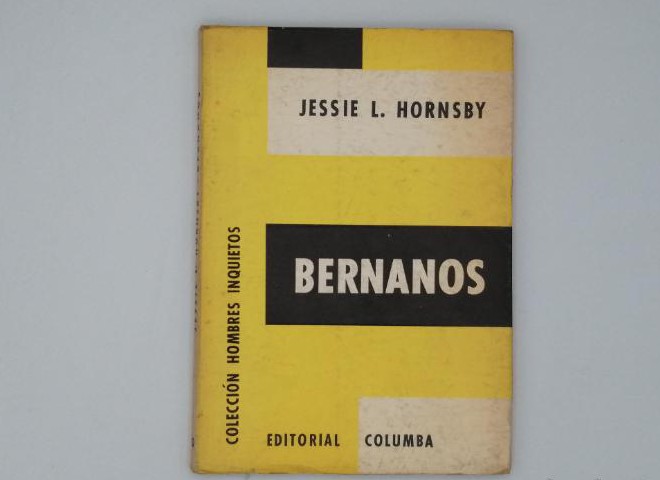 JESSIE L. HORNSBY
BERNANOS
COLECCIÓN HOMBRES INQUIETOS
EDITORIAL COLUMBA